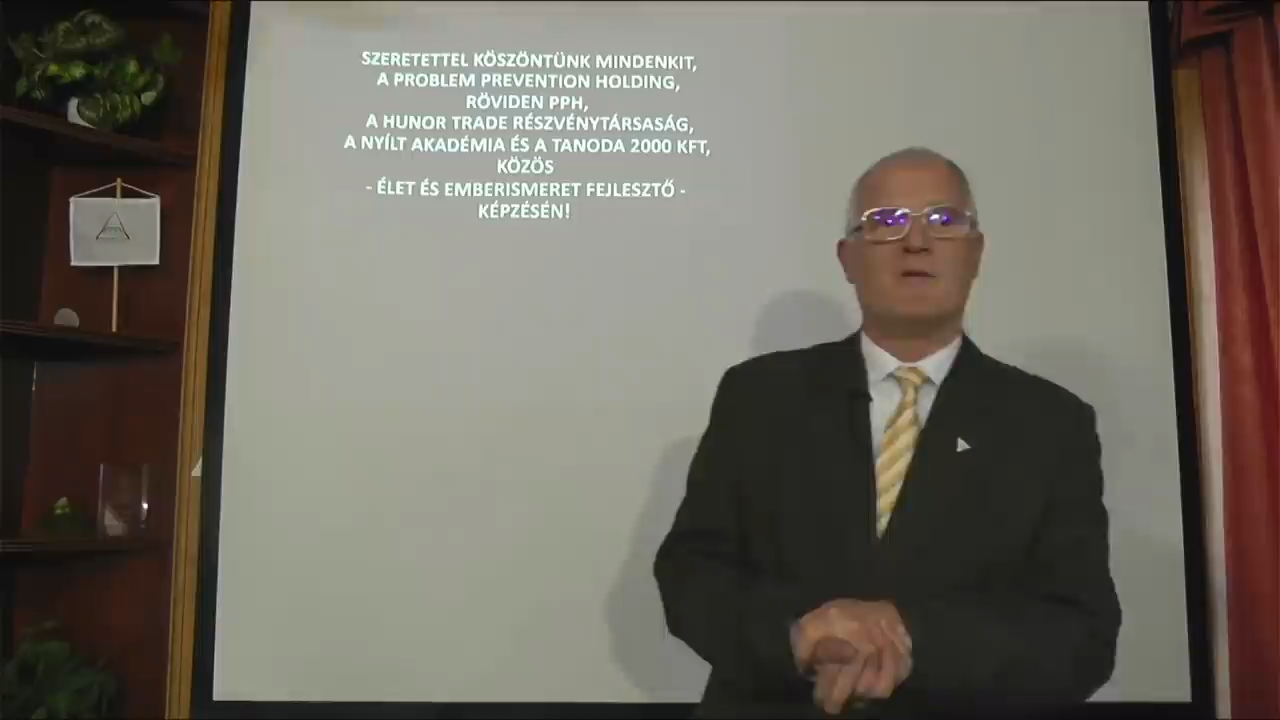 SZERETETTEL KÖSZÖNTÜNK MINDENKIT,
A PROBLEM PREVENTION HOLDING,
RÖVIDEN PPH,
A HUNOR TRADE RÉSZVÉNYTÁRSASÁG,
A NYÍLT AKADÉMIA ÉS A TANODA 2000 KFT,
KÖZÖS
- ÉLET ÉS EMBERISMERET FEJLESZTŐ -
KÉPZÉSÉN!